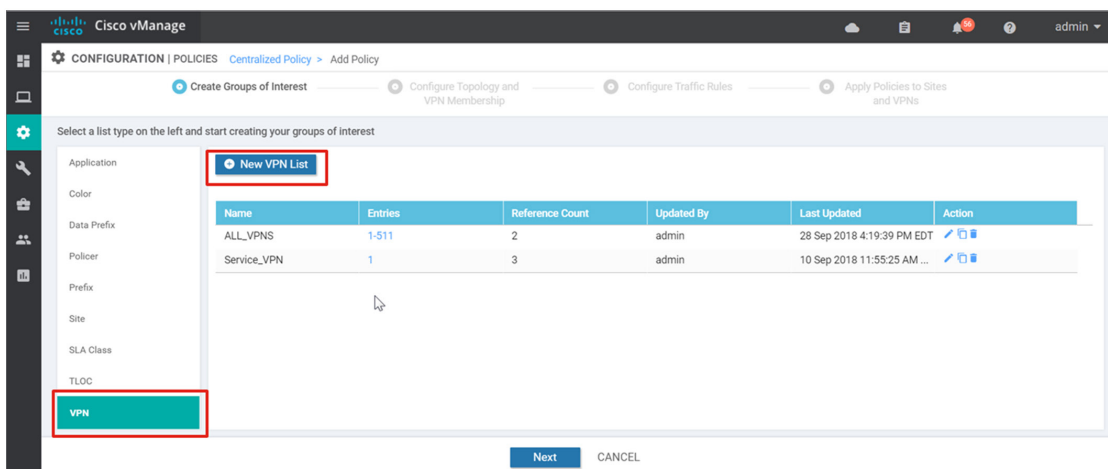 CISCO Cisco vManage 56 admin
CONFIGURATION | POLICIES Centralized Policy > Add Policy
Create Groups of Interest Configure Topology and VPN Membership Configure Traffic Rules Apply Policies to Sites and VPNs
Select a list type on the left and start creating your groups of interest
Application
Color
Data Prefix
Policer
Prefix
Site
SLA Class
TLOC
VPN
New VPN List
Name Entries Reference Count Updated By Last Updated Action
ALL_VPNS 1-511 2 admin 28 Sep 2018 4:19:39 PM EDT
Service_VPN 1 3 admin 10 Sep 2018 11:55:25 AM ...
Next CANCEL